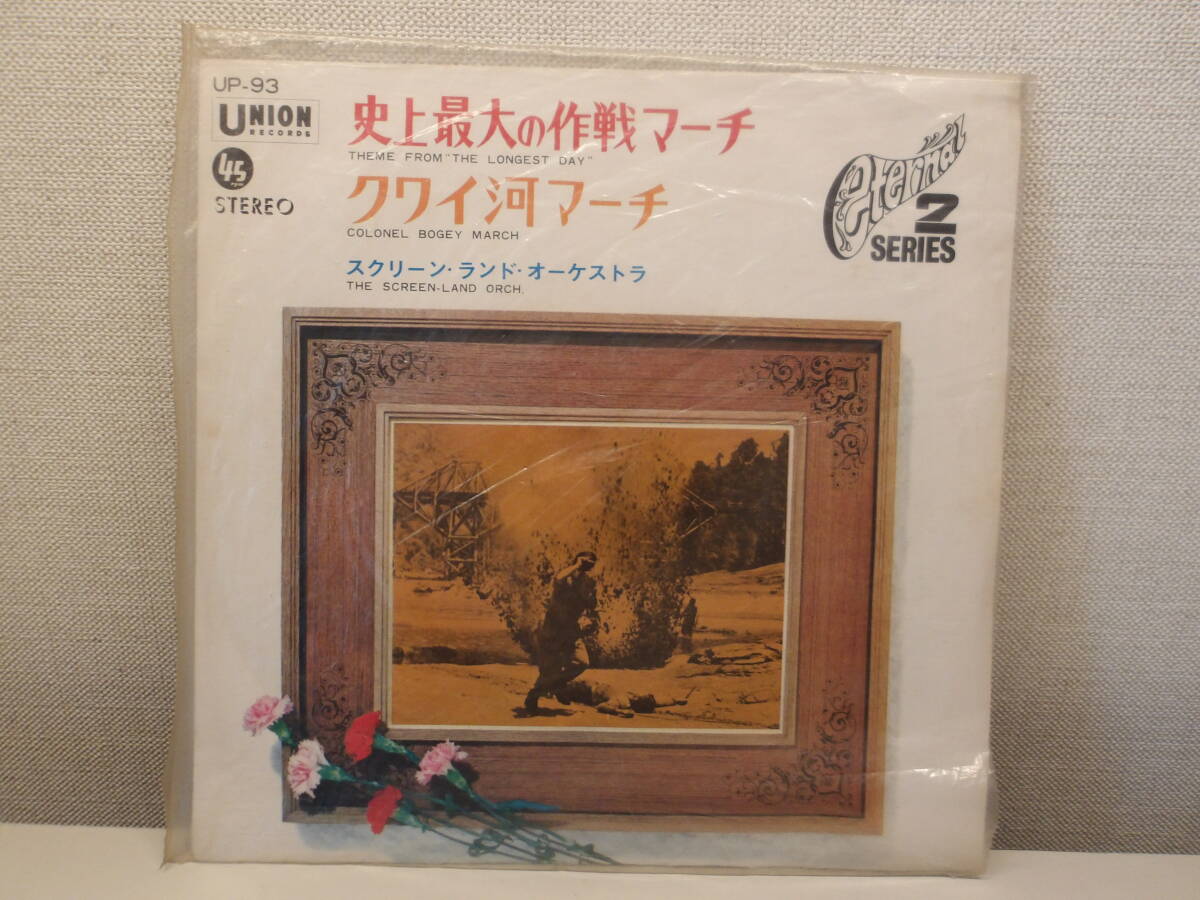 UP-93
UNION
RECORDS
45
rpm
STEREO
史上最大の作戦マーチ
THEME FROM "THE LONGEST DAY"
クワイ河マーチ
COLONEL BOGEY MARCH
スクリーン・ランド・オーケストラ
THE SCREEN-LAND ORCH.
eternal
2
SERIES